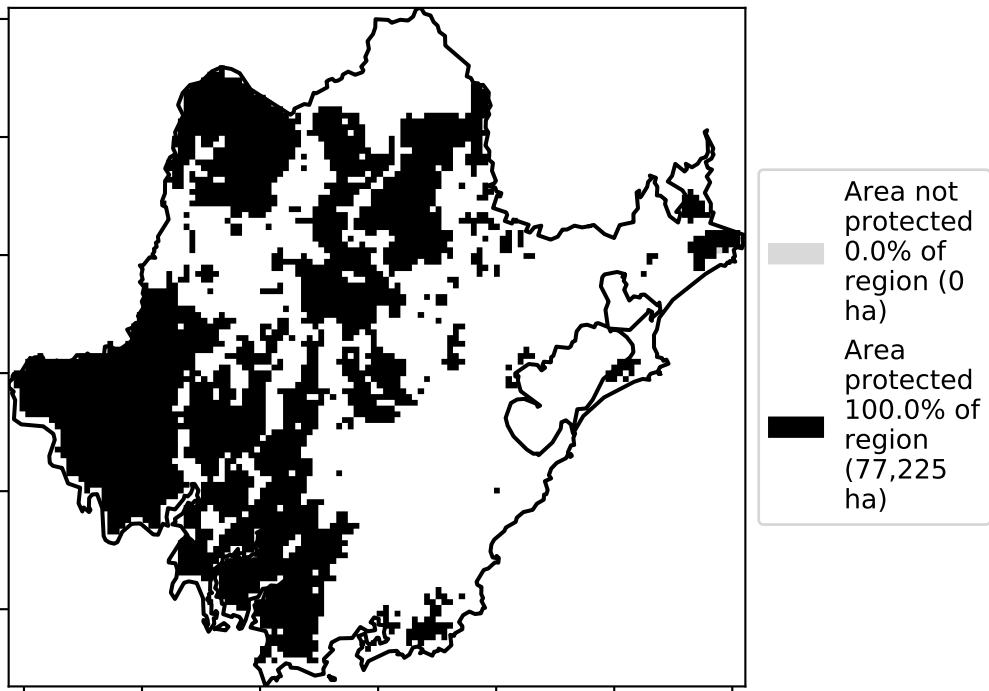 Area not
protected
0.0% of
region (0
ha)
Area
protected
100.0% of
region
(77,225
ha)